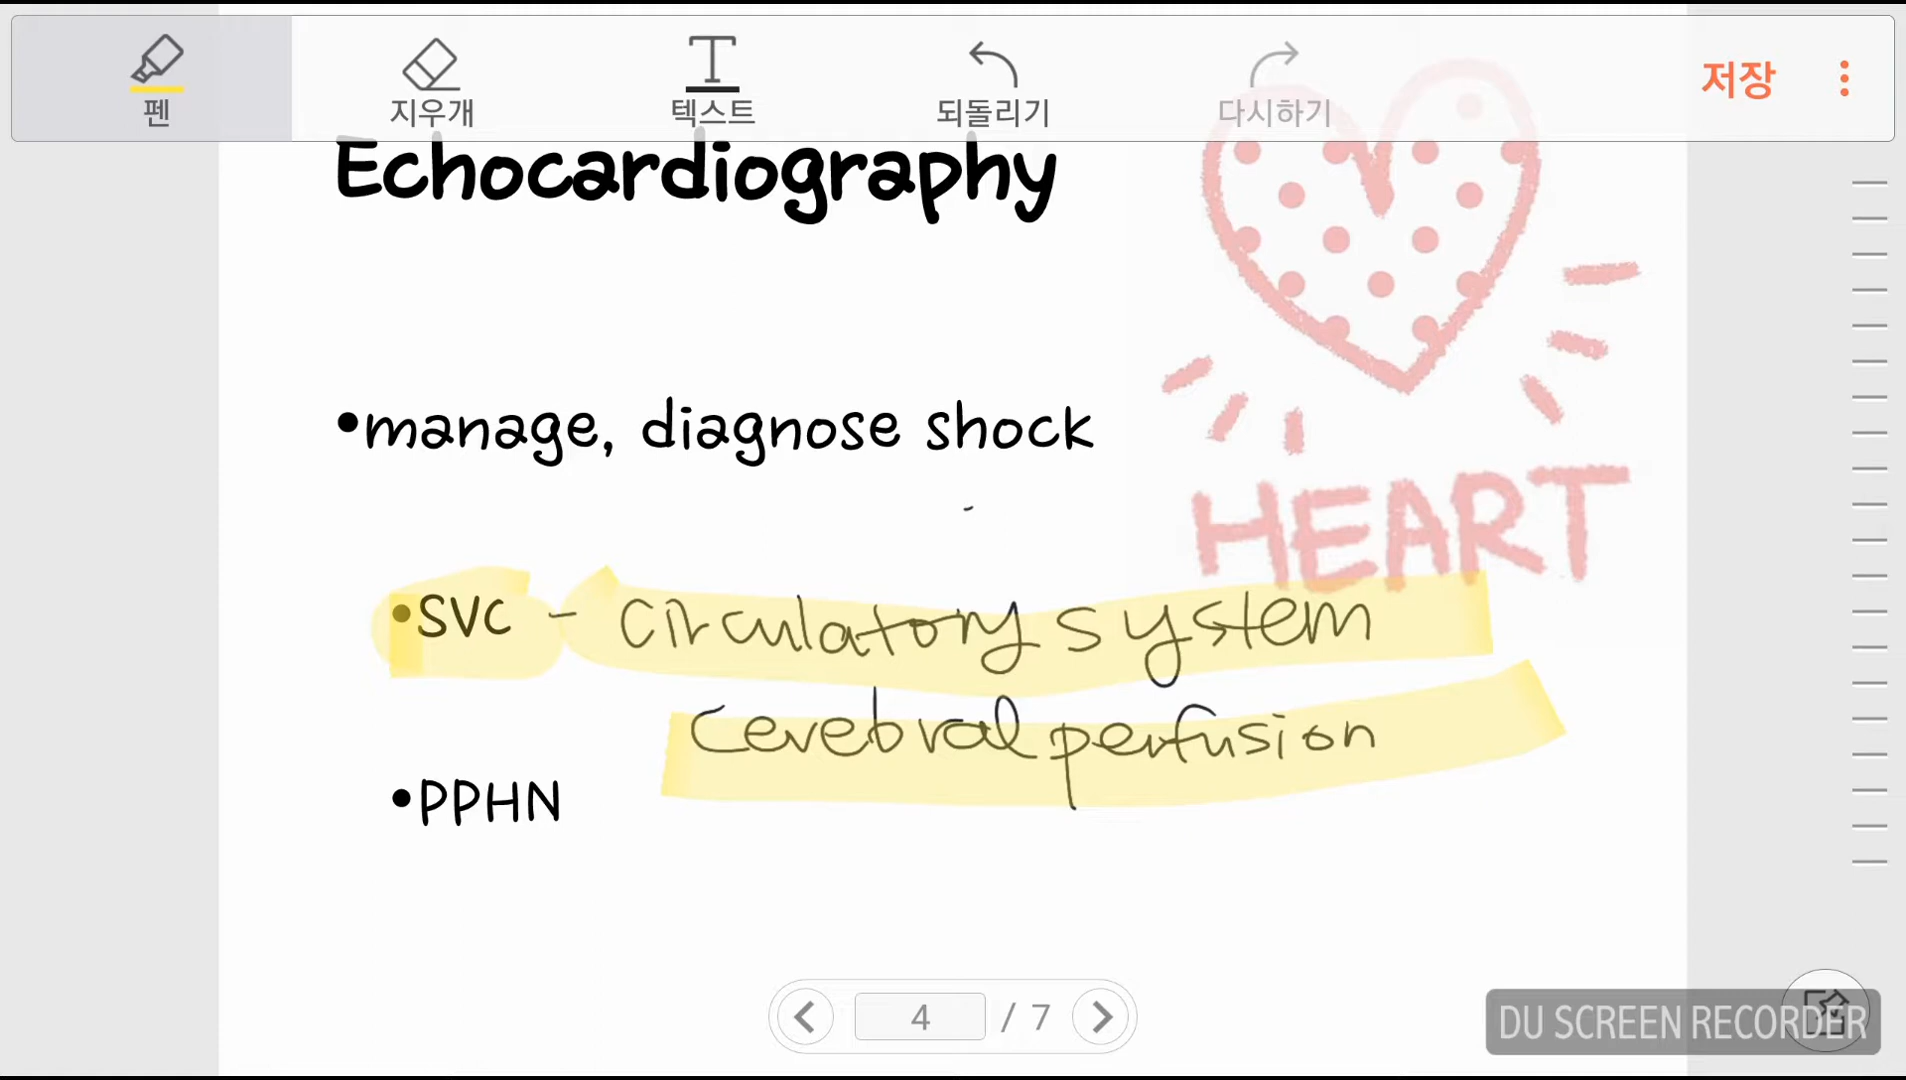 펜 지우개 텍스트 되돌리기 다시하기 저장
Echocardiography
•manage, diagnose shock
HEART
•SVC - circulatory system
cerebral perfusion
•PPHN
4 / 7
DU SCREEN RECORDER